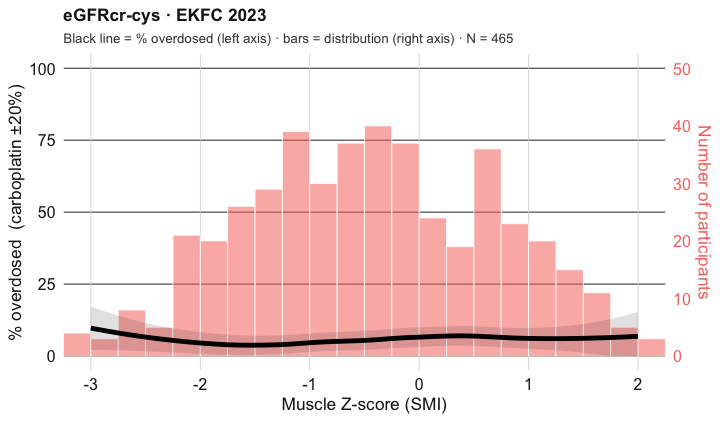 eGFRcr-cys · EKFC 2023
Black line = % overdosed (left axis) · bars = distribution (right axis) · N = 465
% overdosed (carboplatin ±20%)
100
75
50
25
0
50
40
30
20
10
0
Number of participants
-3 -2 -1 0 1 2
Muscle Z-score (SMI)